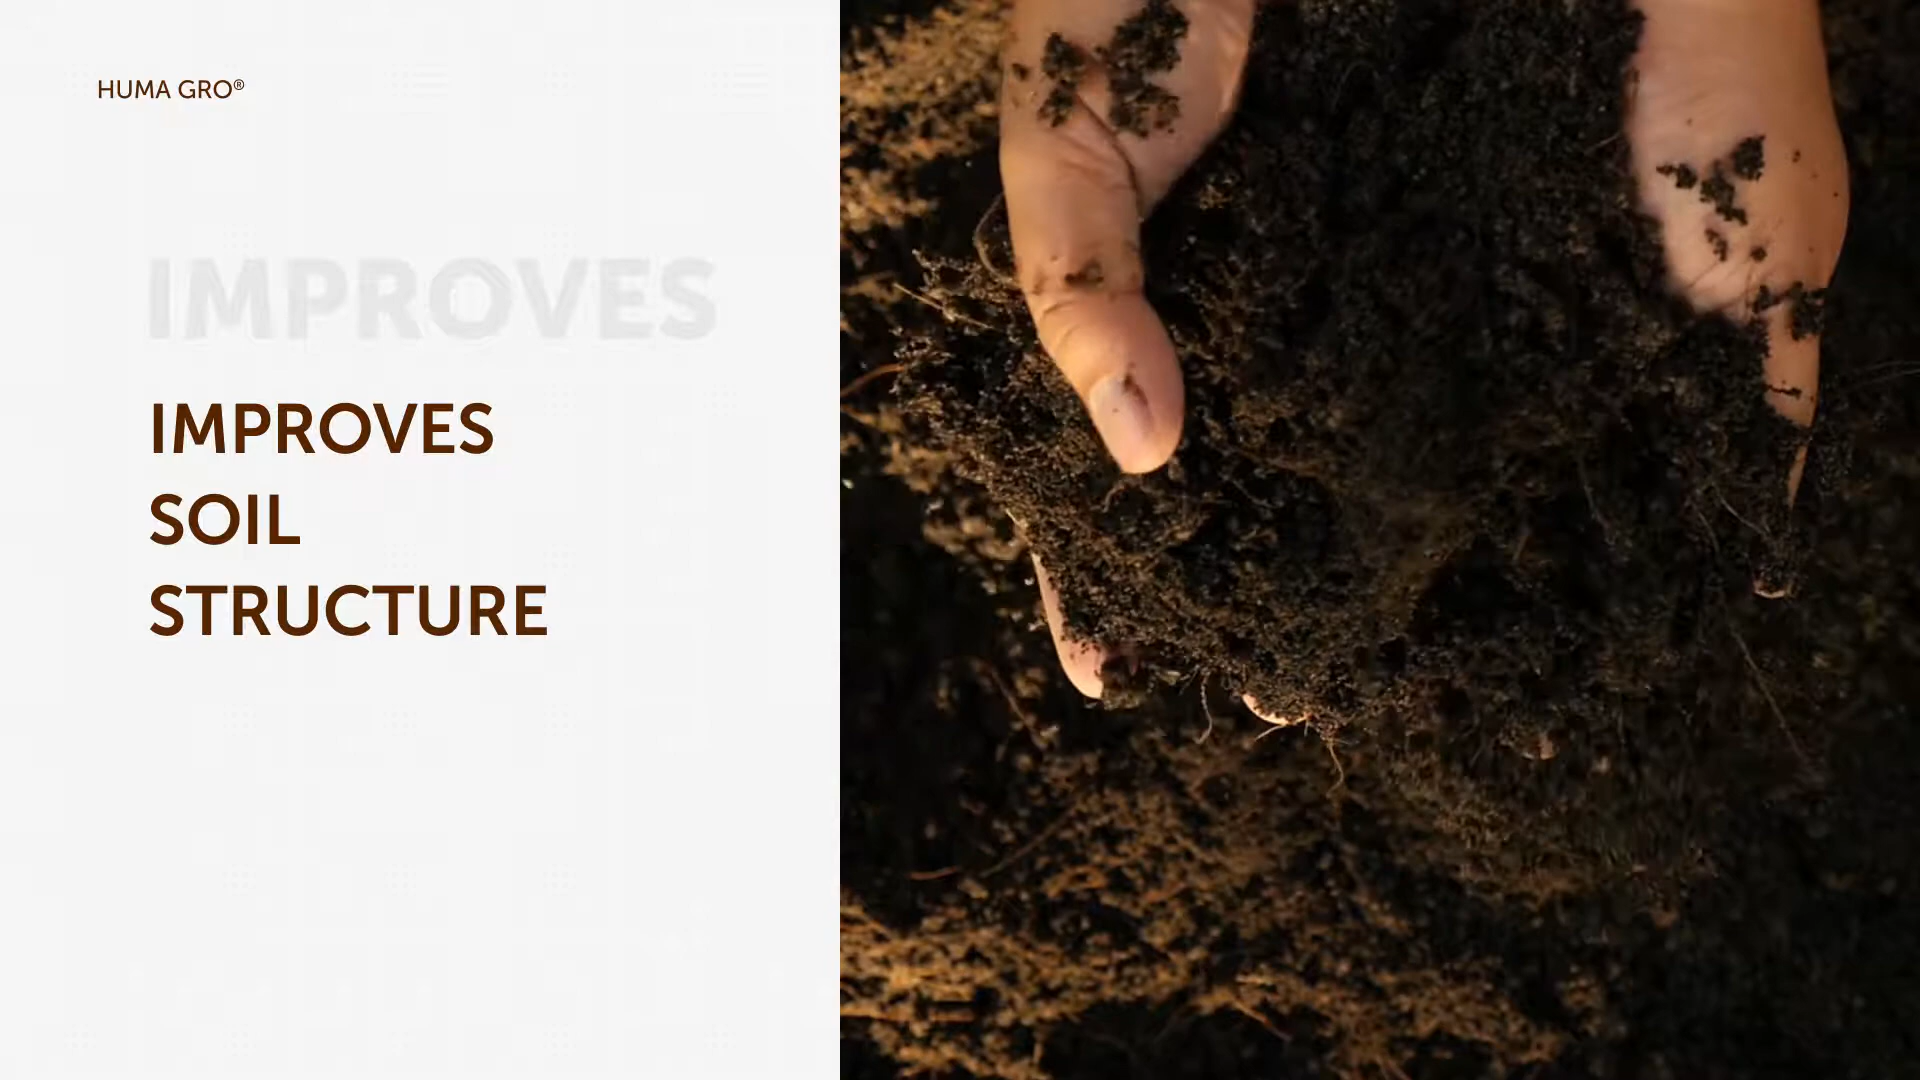 HUMA GRO®
IMPROVES
IMPROVES
SOIL
STRUCTURE